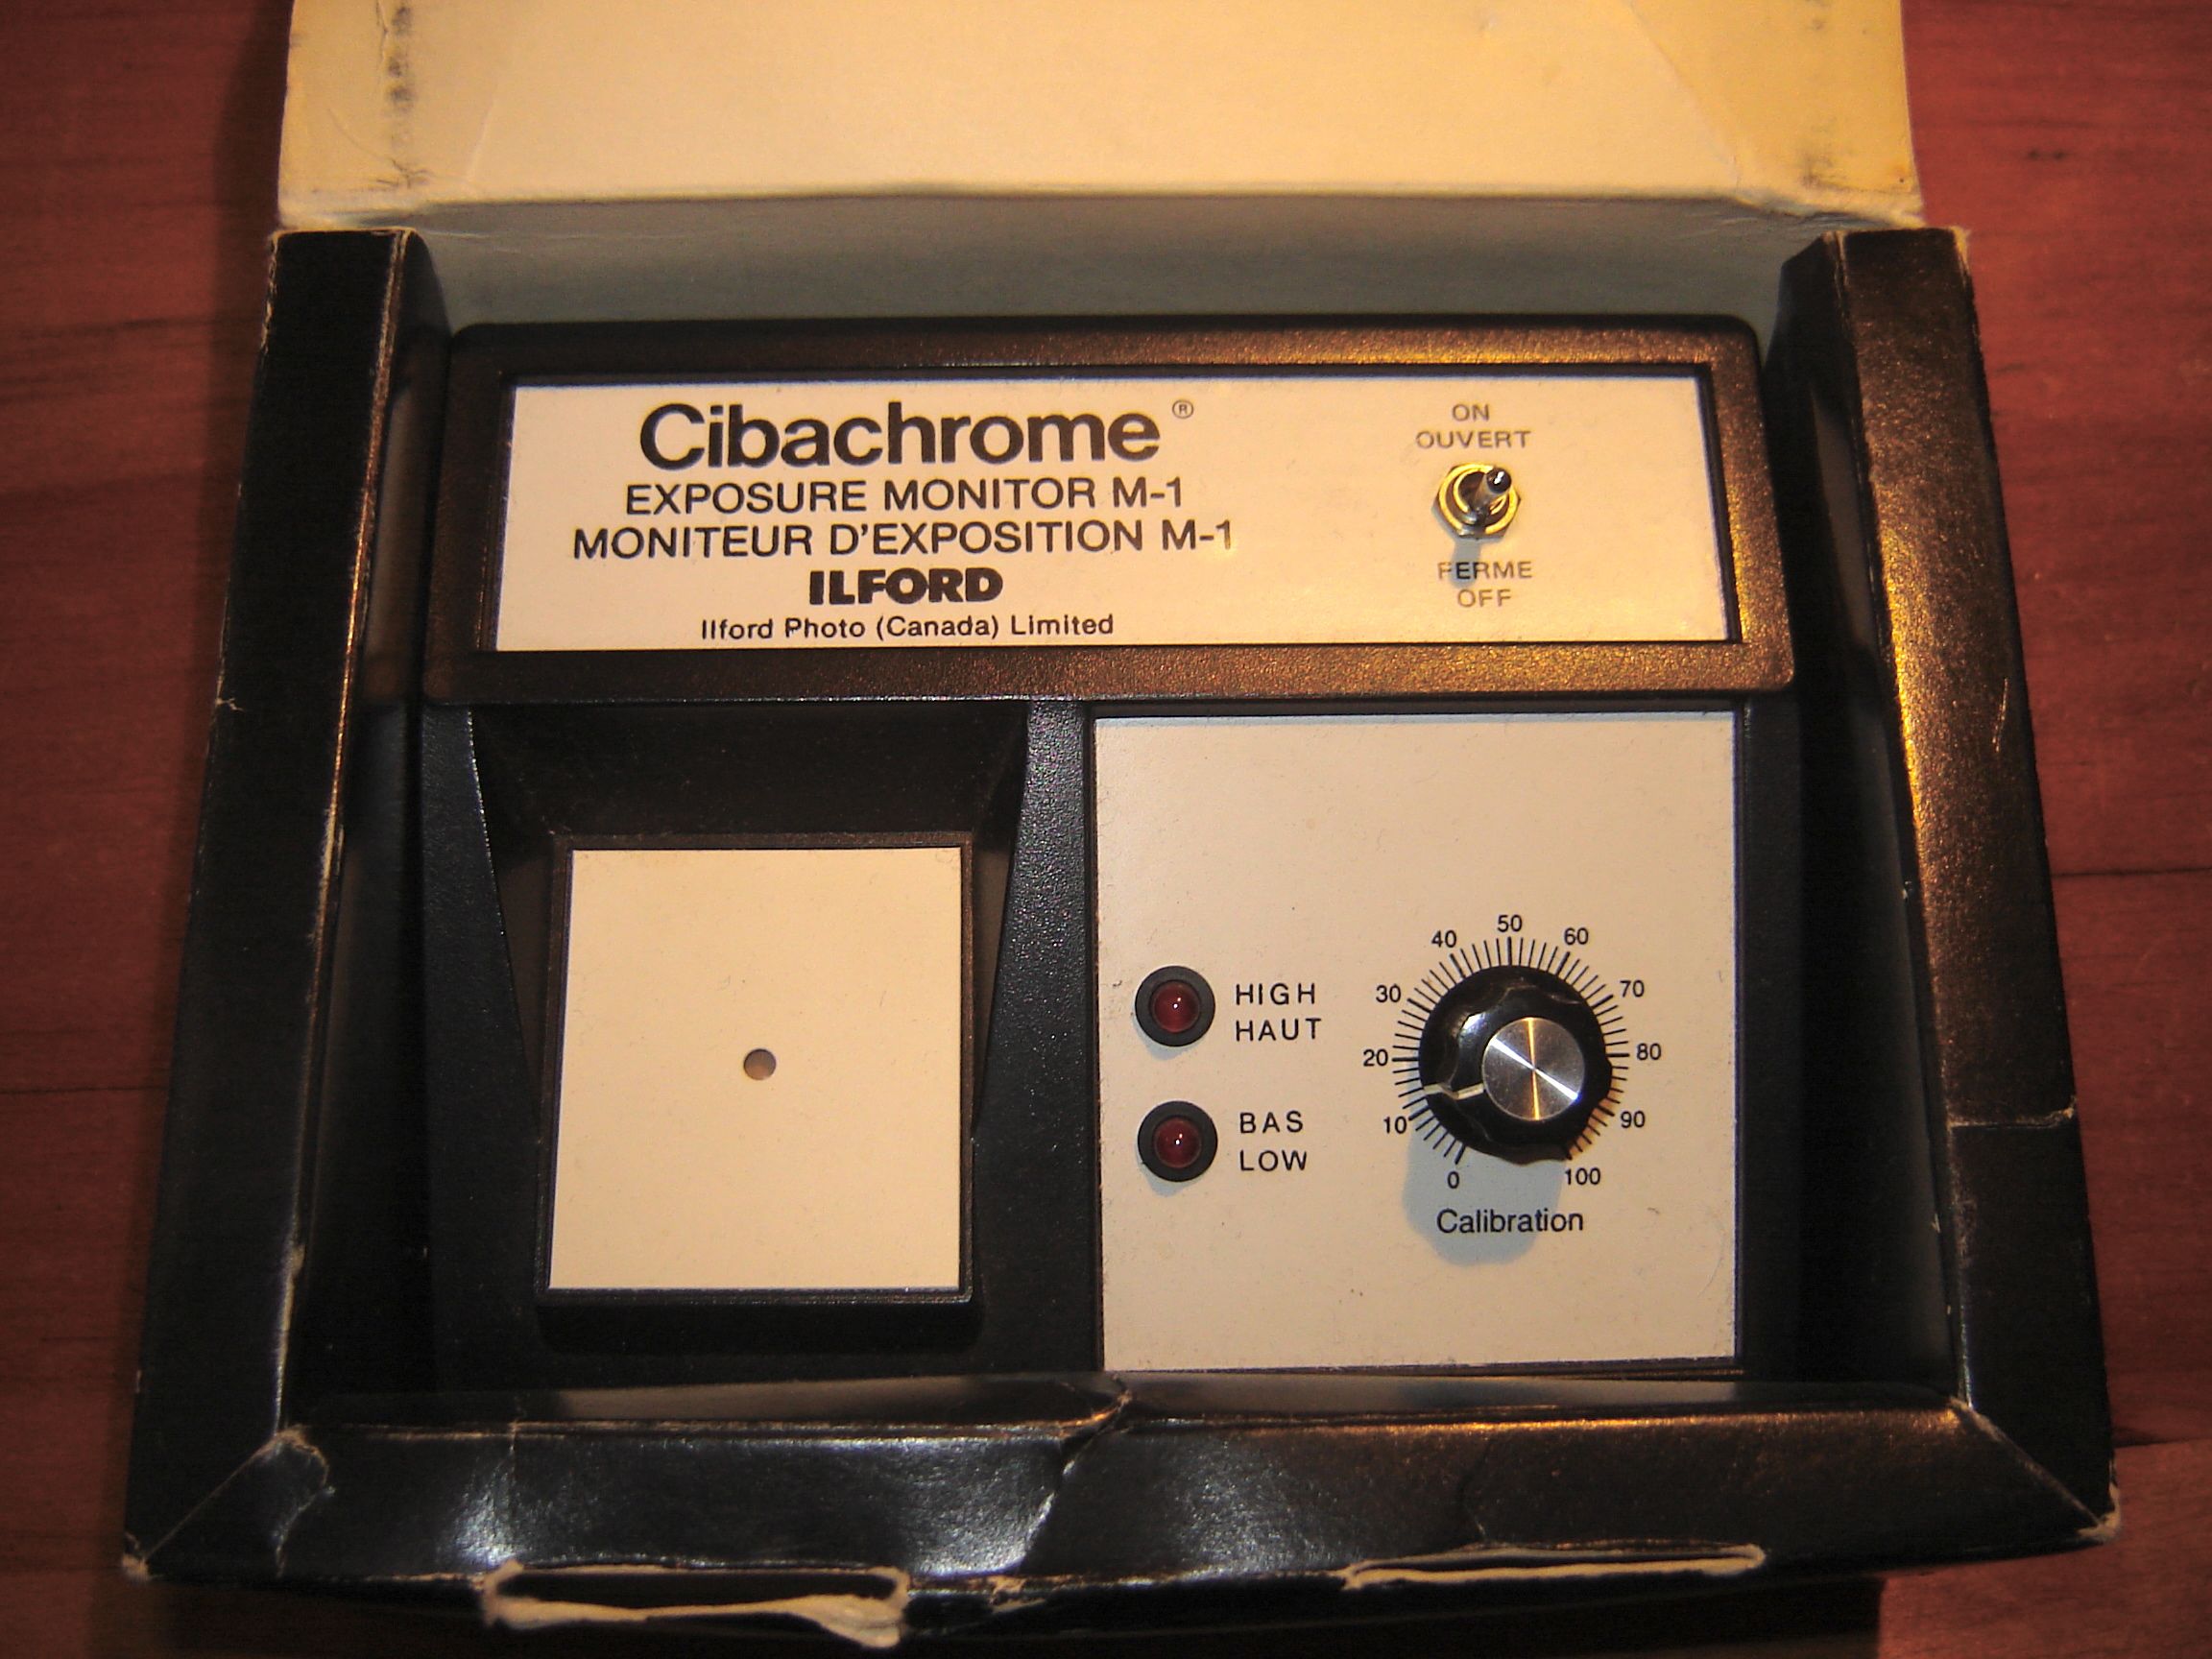 Cibachrome®
EXPOSURE MONITOR M-1
MONITEUR D'EXPOSITION M-1
ILFORD
Ilford Photo (Canada) Limited
ON
OUVERT
FERME
OFF
HIGH
HAUT
BAS
LOW
0
10
20
30
40
50
60
70
80
90
100
Calibration